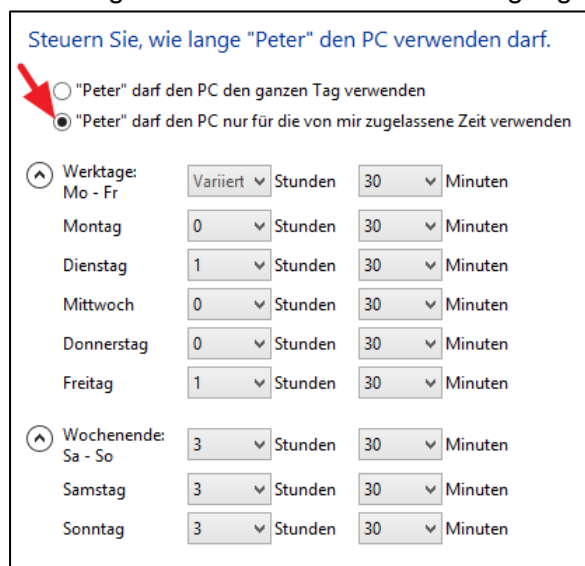 Steuern Sie, wie lange "Peter" den PC verwenden darf.
"Peter" darf den PC den ganzen Tag verwenden
"Peter" darf den PC nur für die von mir zugelassene Zeit verwenden
Werktage:
Mo - Fr
Variiert Stunden 30 Minuten
Montag 0 Stunden 30 Minuten
Dienstag 1 Stunden 30 Minuten
Mittwoch 0 Stunden 30 Minuten
Donnerstag 0 Stunden 30 Minuten
Freitag 1 Stunden 30 Minuten
Wochenende:
Sa - So
3 Stunden 30 Minuten
Samstag 3 Stunden 30 Minuten
Sonntag 3 Stunden 30 Minuten